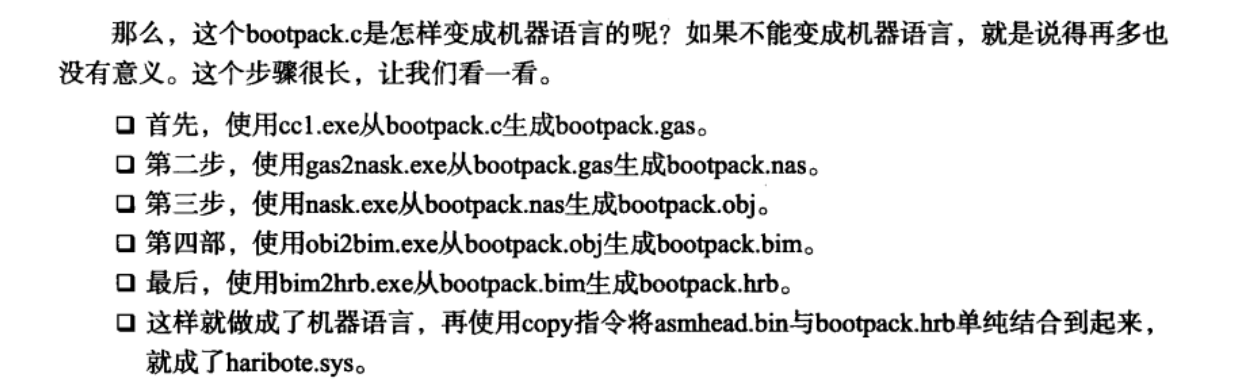 那么，这个bootpack.c是怎样变成机器语言的呢？如果不能变成机器语言，就是说得再多也
没有意义。这个步骤很长，让我们看一看。
❑ 首先，使用cc1.exe从bootpack.c生成bootpack.gas。
❑ 第二步，使用gas2nask.exe从bootpack.gas生成bootpack.nas。
❑ 第三步，使用nask.exe从bootpack.nas生成bootpack.obj。
❑ 第四部，使用obi2bim.exe从bootpack.obj生成bootpack.bim。
❑ 最后，使用bim2hrb.exe从bootpack.bim生成bootpack.hrb。
❑ 这样就做成了机器语言，再使用copy指令将asmhead.bin与bootpack.hrb单纯结合到起来，
就成了haribote.sys。